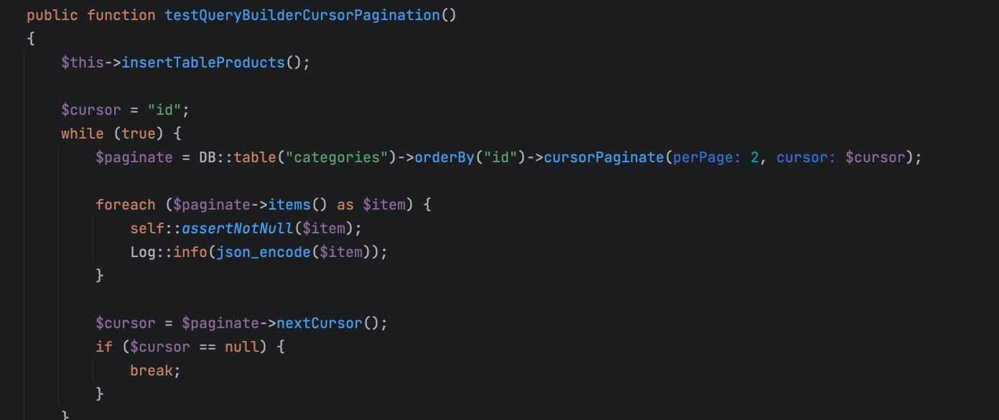 public function testQueryBuilderCursorPagination()
{
    $this->insertTableProducts();

    $cursor = "id";
    while (true) {
        $paginate = DB::table("categories")->orderBy("id")->cursorPaginate(perPage: 2, cursor: $cursor);

        foreach ($paginate->items() as $item) {
            self::assertNotNull($item);
            Log::info(json_encode($item));
        }

        $cursor = $paginate->nextCursor();
        if ($cursor == null) {
            break;
        }
    }